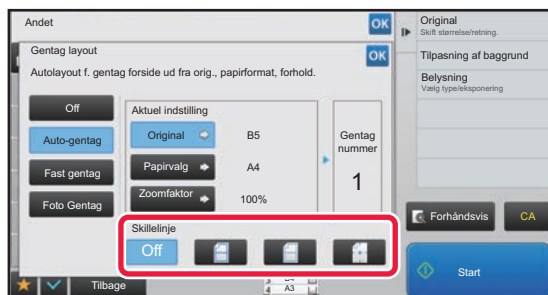 Andet
OK
Gentag layout
OK
Autolayout f. gentag forside ud fra orig., papirformat, forhold.
Off
Auto-gentag
Fast gentag
Foto Gentag
Aktuel indstilling
Original
B5
Papirvalg
A4
Zoomfaktor
100%
Gentag
nummer
1
Skillelinje
Off
Tilbage
4
A3
Original
Skift størrelse/retning.
Tilpasning af baggrund
Belysning
Vælg type/eksponering
Forhåndsvis
CA
Start